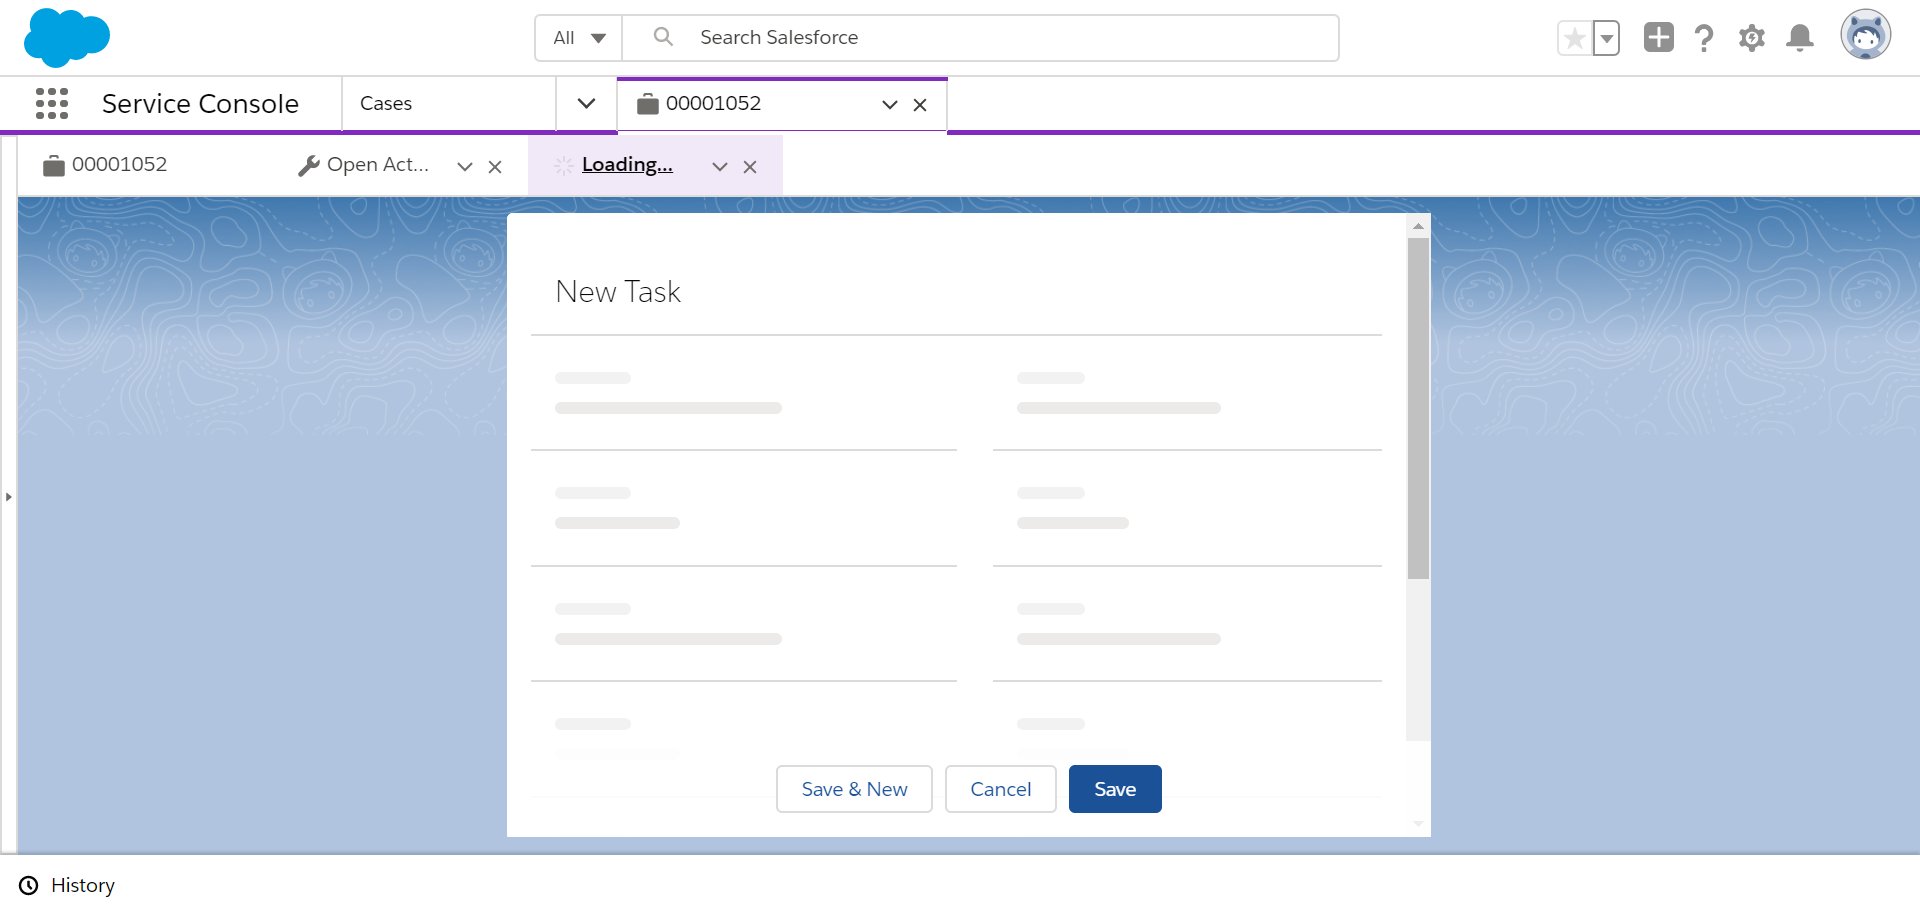 All
Search Salesforce
Service Console
Cases
00001052
00001052
Open Act...
Loading...
New Task
Save & New
Cancel
Save
History